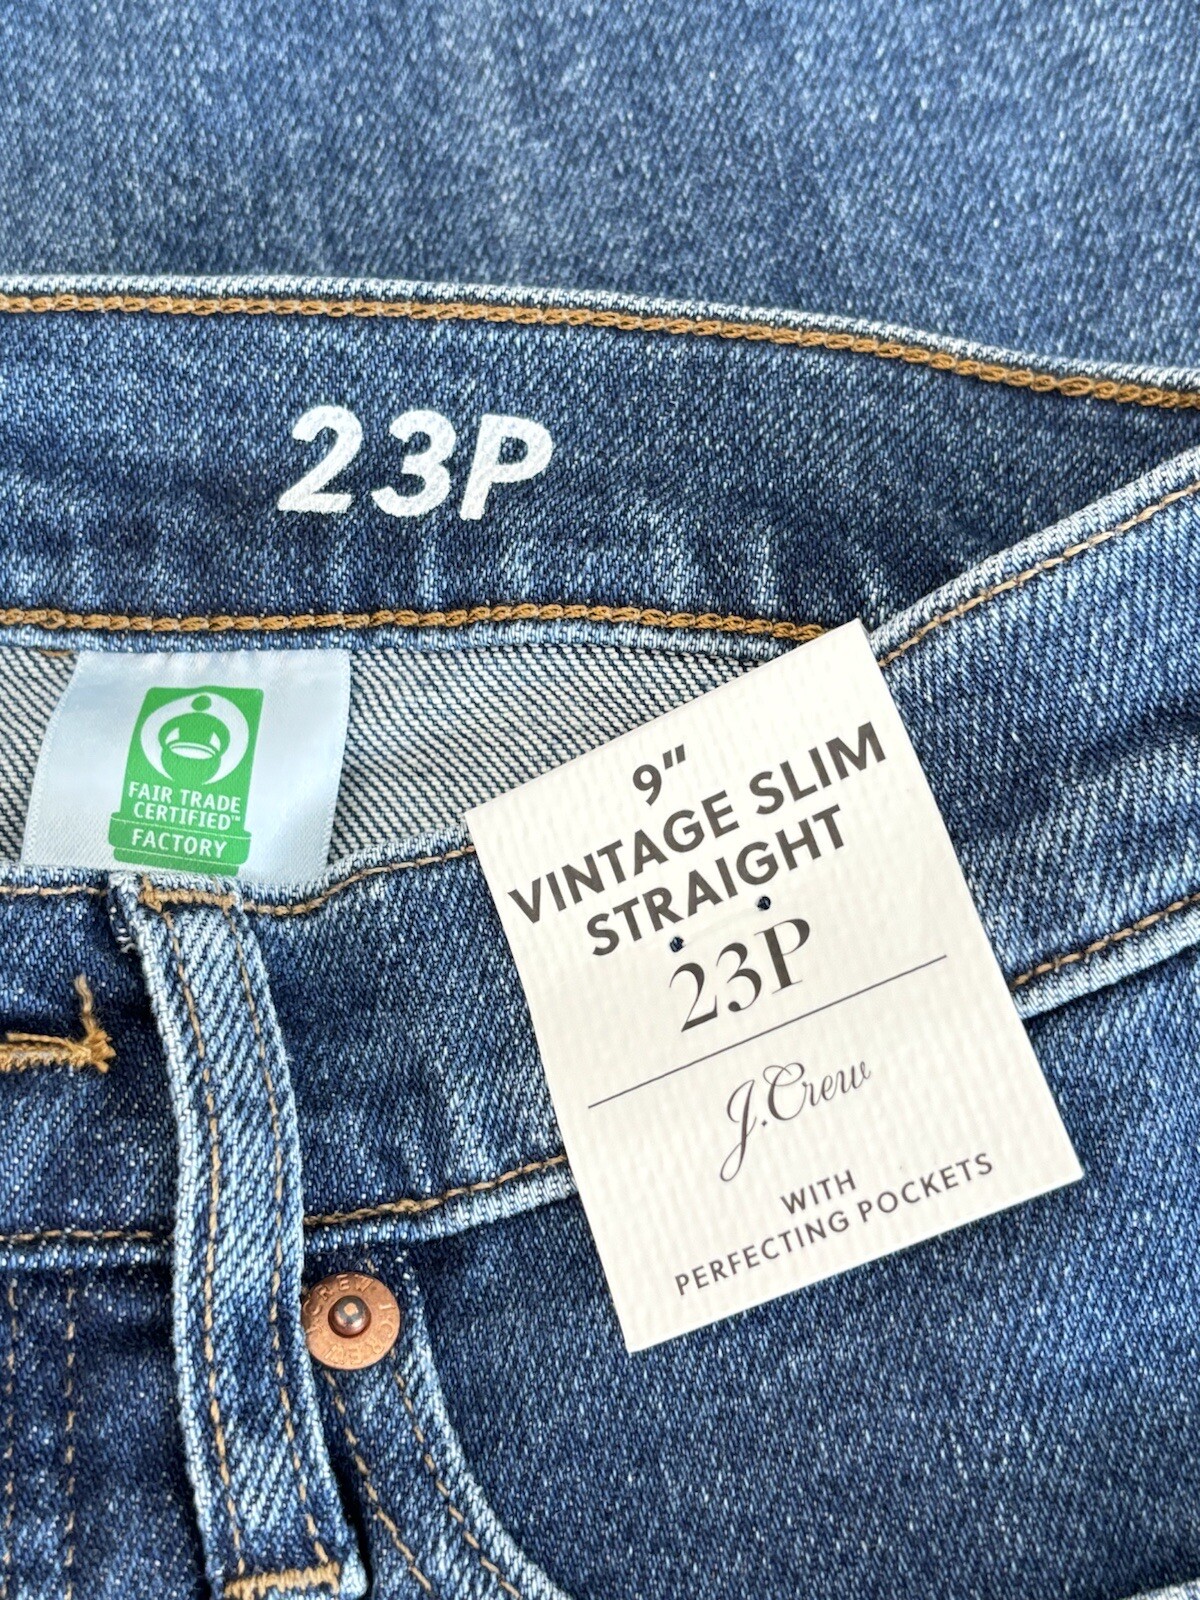 23P
FAIR TRADE
CERTIFIED™
FACTORY
9"
VINTAGE SLIM
STRAIGHT
23P
J.Crew
WITH
PERFECTING POCKETS